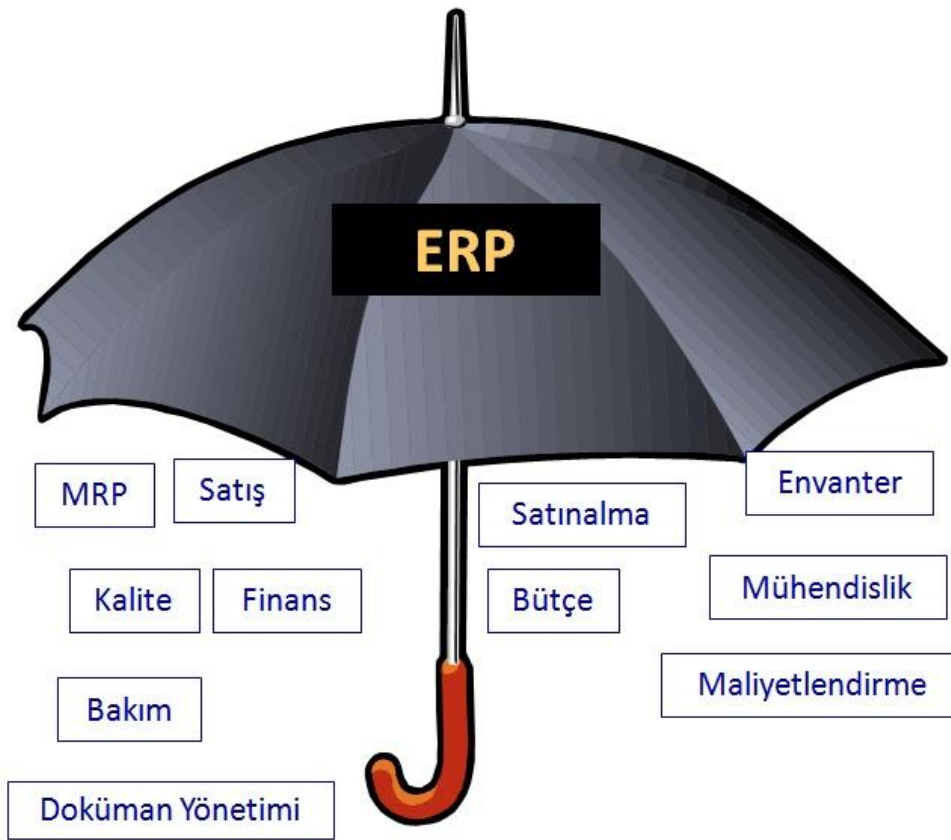 ERP
MRP
Satış
Satınalma
Envanter
Kalite
Finans
Bütçe
Mühendislik
Bakım
Maliyetlendirme
Doküman Yönetimi